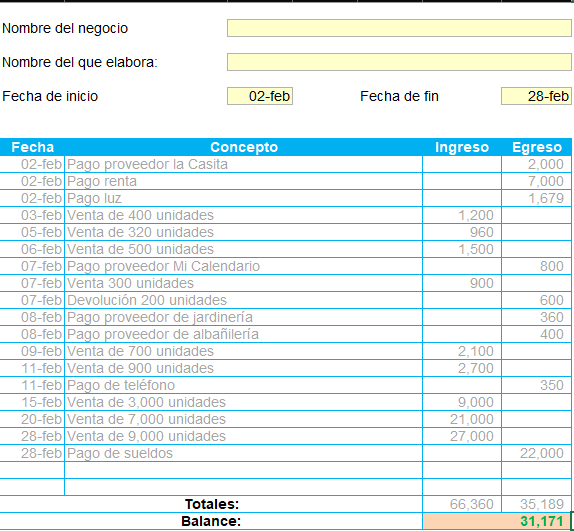 Nombre del negocio
Nombre del que elabora:
Fecha de inicio 02-feb Fecha de fin 28-feb
Fecha Concepto Ingreso Egreso
02-feb Pago proveedor la Casita 2,000
02-feb Pago renta 7,000
02-feb Pago luz 1,679
03-feb Venta de 400 unidades 1,200
05-feb Venta de 320 unidades 960
06-feb Venta de 500 unidades 1,500
07-feb Pago proveedor Mi Calendario 800
07-feb Venta 300 unidades 900
07-feb Devolución 200 unidades 600
08-feb Pago proveedor de jardinería 360
08-feb Pago proveedor de albañilería 400
09-feb Venta de 700 unidades 2,100
11-feb Venta de 900 unidades 2,700
11-feb Pago de teléfono 350
15-feb Venta de 3,000 unidades 9,000
20-feb Venta de 7,000 unidades 21,000
28-feb Venta de 9,000 unidades 27,000
28-feb Pago de sueldos 22,000
Totales: 66,360 35,189
Balance: 31,171